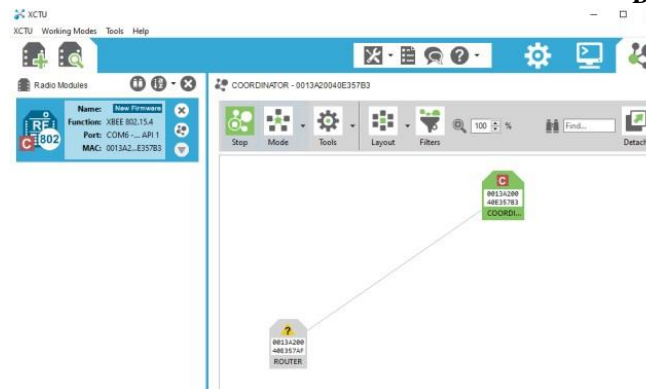 XCTU
XCTU Working Modes Tools Help
Radio Modules
COORDINATOR - 0013A20040E357B3
Name: New Firmware
Function: XBEE 802.15.4
Port: COM6 -... API 1
MAC: 0013A2...E357B3
RF
C 802
Stop Mode Tools Layout Filters 100 % Find... Detach
C
0013A200
40E357B3
COORDI...
?
0013A200
40E357AF
ROUTER